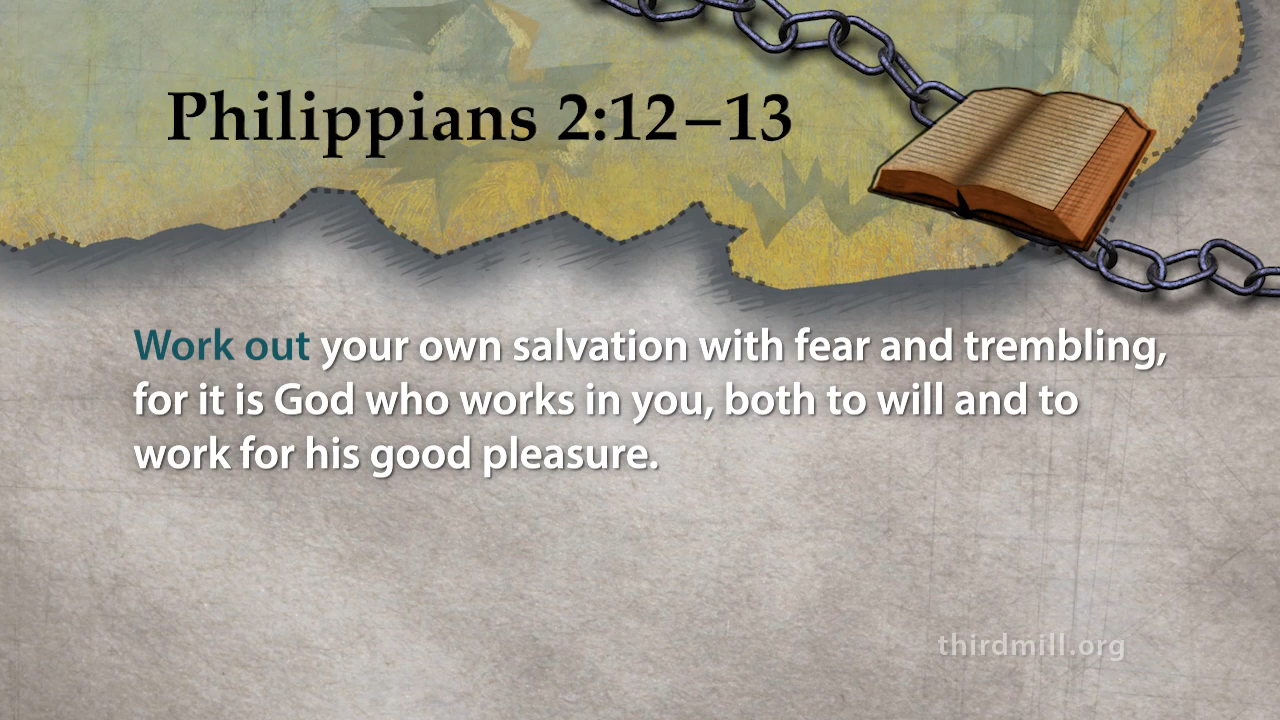 Philippians 2:12–13
Work out your own salvation with fear and trembling,
for it is God who works in you, both to will and to
work for his good pleasure.
thirdmill.org